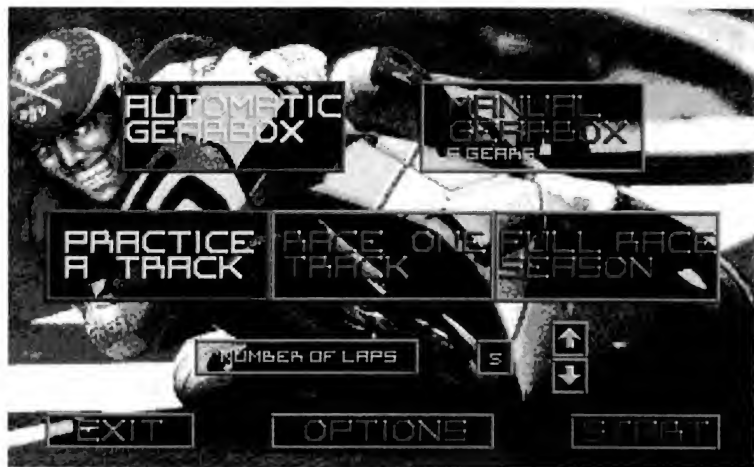 AUTOMATIC
GEARBOX
MANUAL
GEARBOX
5 GEARS
PRACTICE
A TRACK
RACE ONE
TRACK
FULL RACE
SEASON
NUMBER OF LAPS
5
EXIT
OPTIONS
START